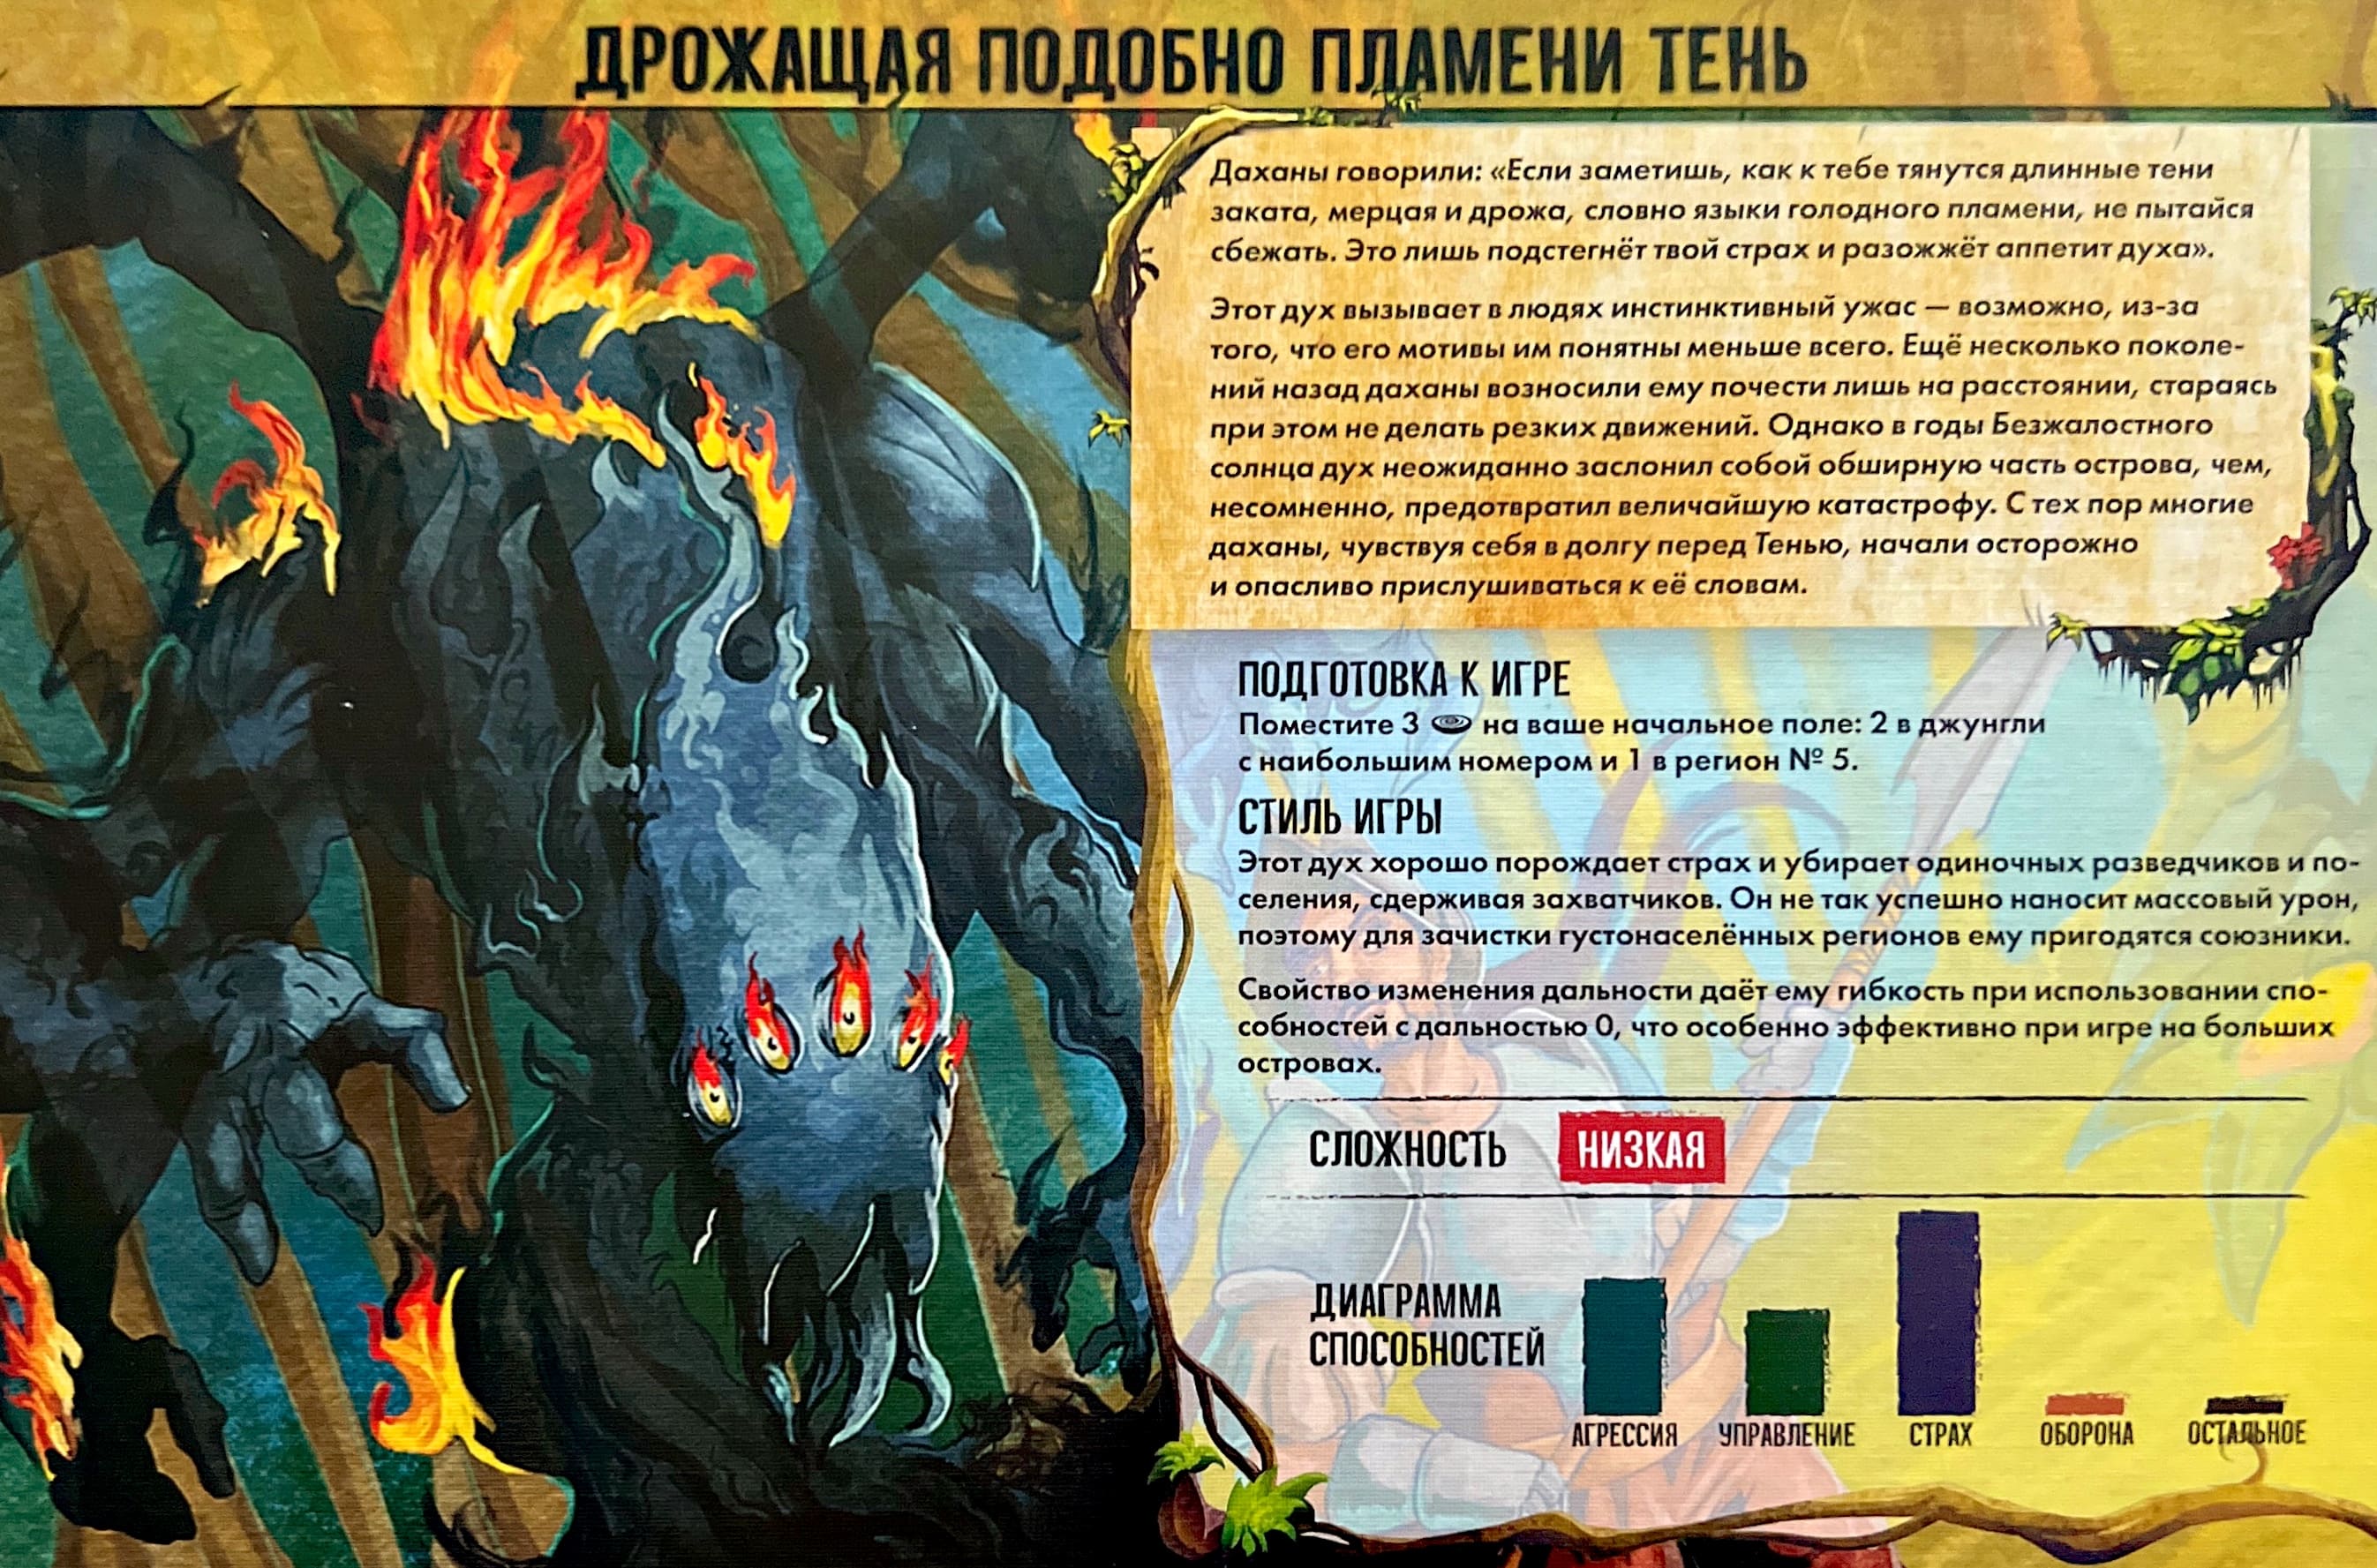 ДРОЖАЩАЯ ПОДОБНО ПЛАМЕНИ ТЕНЬ
Даханы говорили: «Если заметишь, как к тебе тянутся длинные тени
заката, мерцая и дрожа, словно языки голодного пламени, не пытайся
сбежать. Это лишь подстегнёт твой страх и разожжёт аппетит духа».
Этот дух вызывает в людях инстинктивный ужас — возможно, из-за
того, что его мотивы им понятны меньше всего. Ещё несколько поколе-
ний назад даханы возносили ему почести лишь на расстоянии, стараясь
при этом не делать резких движений. Однако в годы Безжалостного
солнца дух неожиданно заслонил собой обширную часть острова, чем,
несомненно, предотвратил величайшую катастрофу. С тех пор многие
даханы, чувствуя себя в долгу перед Тенью, начали осторожно
и опасливо прислушиваться к её словам.
ПОДГОТОВКА К ИГРЕ
Поместите 3 на ваше начальное поле: 2 в джунгли
с наибольшим номером и 1 в регион № 5.
СТИЛЬ ИГРЫ
Этот дух хорошо порождает страх и убирает одиночных разведчиков и по-
селения, сдерживая захватчиков. Он не так успешно наносит массовый урон,
поэтому для зачистки густонаселённых регионов ему пригодятся союзники.
Свойство изменения дальности даёт ему гибкость при использовании спо-
собностей с дальностью 0, что особенно эффективно при игре на больших
островах.
СЛОЖНОСТЬ НИЗКАЯ
ДИАГРАММА
СПОСОБНОСТЕЙ
АГРЕССИЯ УПРАВЛЕНИЕ СТРАХ ОБОРОНА ОСТАЛЬНОЕ